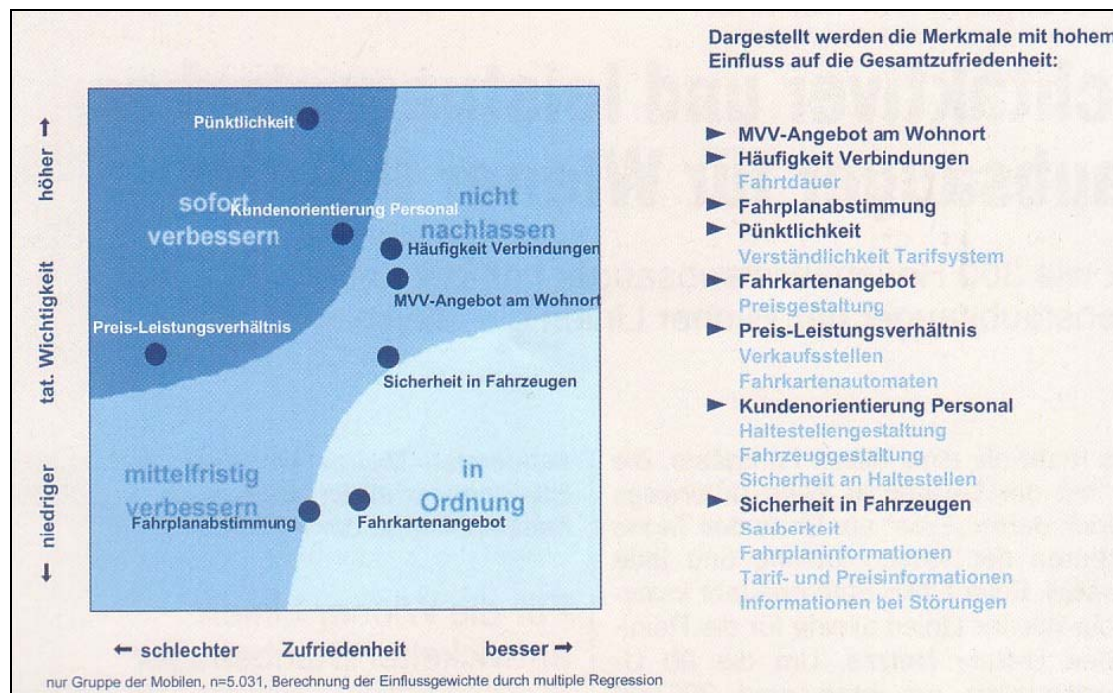 Dargestellt werden die Merkmale mit hohem
Einfluss auf die Gesamtzufriedenheit:
► MVV-Angebot am Wohnort
► Häufigkeit Verbindungen
Fahrtdauer
► Fahrplanabstimmung
► Pünktlichkeit
Verständlichkeit Tarifsystem
► Fahrkartenangebot
Preisgestaltung
► Preis-Leistungsverhältnis
Verkaufsstellen
Fahrkartenautomaten
► Kundenorientierung Personal
Haltestellengestaltung
Fahrzeuggestaltung
Sicherheit an Haltestellen
► Sicherheit in Fahrzeugen
Sauberkeit
Fahrplaninformationen
Tarif- und Preisinformationen
Informationen bei Störungen
← niedriger tat. Wichtigkeit höher →
Pünktlichkeit
sofort
verbessern
Kundenorientierung Personal
nicht
nachlassen
Häufigkeit Verbindungen
MVV-Angebot am Wohnort
Preis-Leistungsverhältnis
Sicherheit in Fahrzeugen
mittelfristig
verbessern
in
Ordnung
Fahrplanabstimmung
Fahrkartenangebot
← schlechter Zufriedenheit besser →
nur Gruppe der Mobilen, n=5.031, Berechnung der Einflussgewichte durch multiple Regression